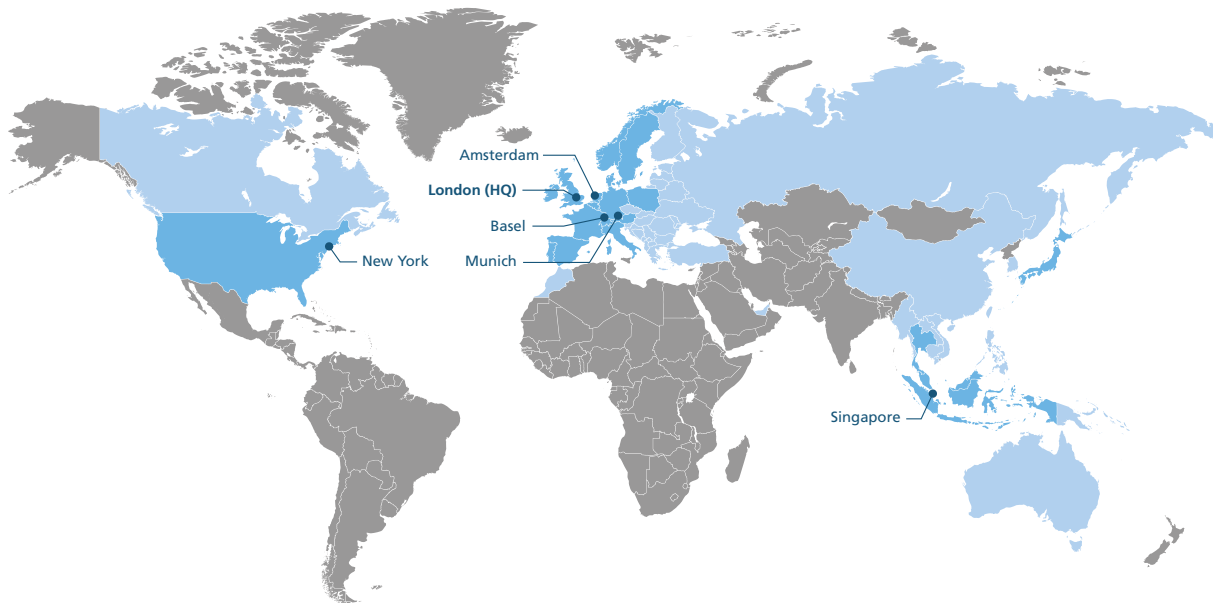 Amsterdam
London (HQ)
Basel
New York
Munich
Singapore